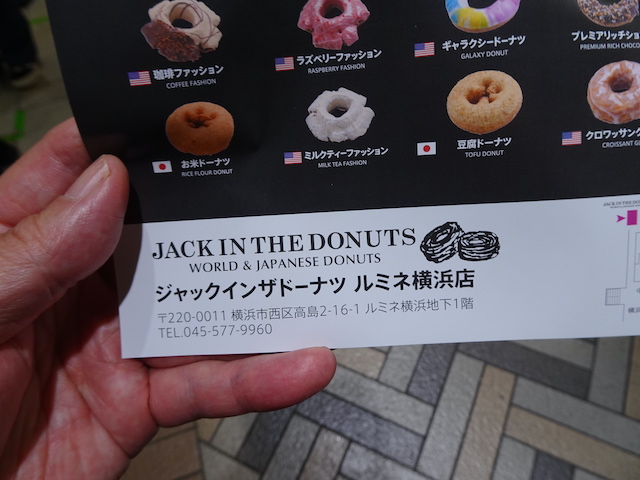 珈琲ファッション
COFFEE FASHION
ラズベリーファッション
RASPBERRY FASHION
ギャラクシードーナツ
GALAXY DONUT
プレミアリッチショ
PREMIUM RICH CHOC
お米ドーナツ
RICE FLOUR DONUT
ミルクティーファッション
MILK TEA FASHION
豆腐ドーナツ
TOFU DONUT
クロワッサング
CROISSANT GL
JACK IN THE DONUTS
WORLD & JAPANESE DONUTS
ジャックインザドーナツ ルミネ横浜店
〒220-0011 横浜市西区高島2-16-1 ルミネ横浜地下1階
TEL.045-577-9960